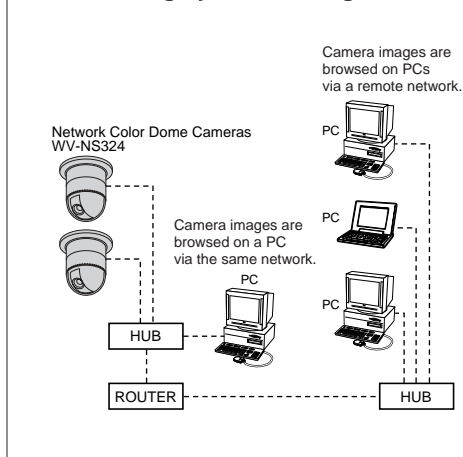 Camera images are
browsed on PCs
via a remote network.
PC
Network Color Dome Cameras
WV-NS324
PC
Camera images are
browsed on a PC
via the same network.
PC
PC
HUB
ROUTER
HUB